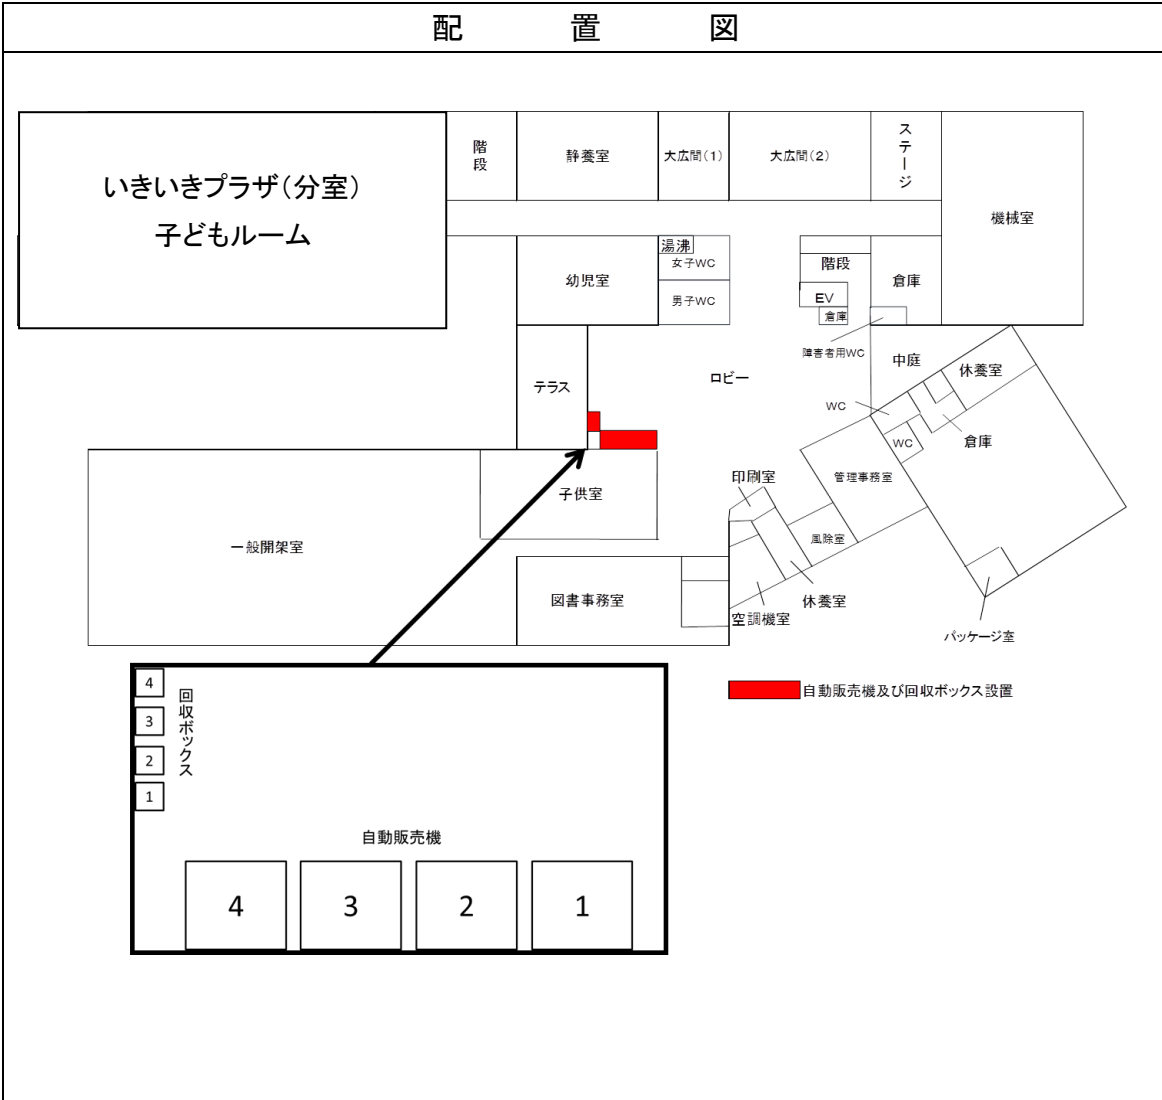 配置図
いきいきプラザ（分室）
子どもルーム
階段
静養室
大広間（１）
大広間（２）
ステージ
機械室
湯沸
女子WC
男子WC
幼児室
階段
EV
倉庫
倉庫
障害者用WC
中庭
休養室
テラス
ロビー
WC
WC
倉庫
管理事務室
印刷室
風除室
子供室
一般開架室
図書事務室
休養室
空調機室
パッケージ室
自動販売機及び回収ボックス設置
4
3
2
1
回収ボックス
自動販売機
4
3
2
1